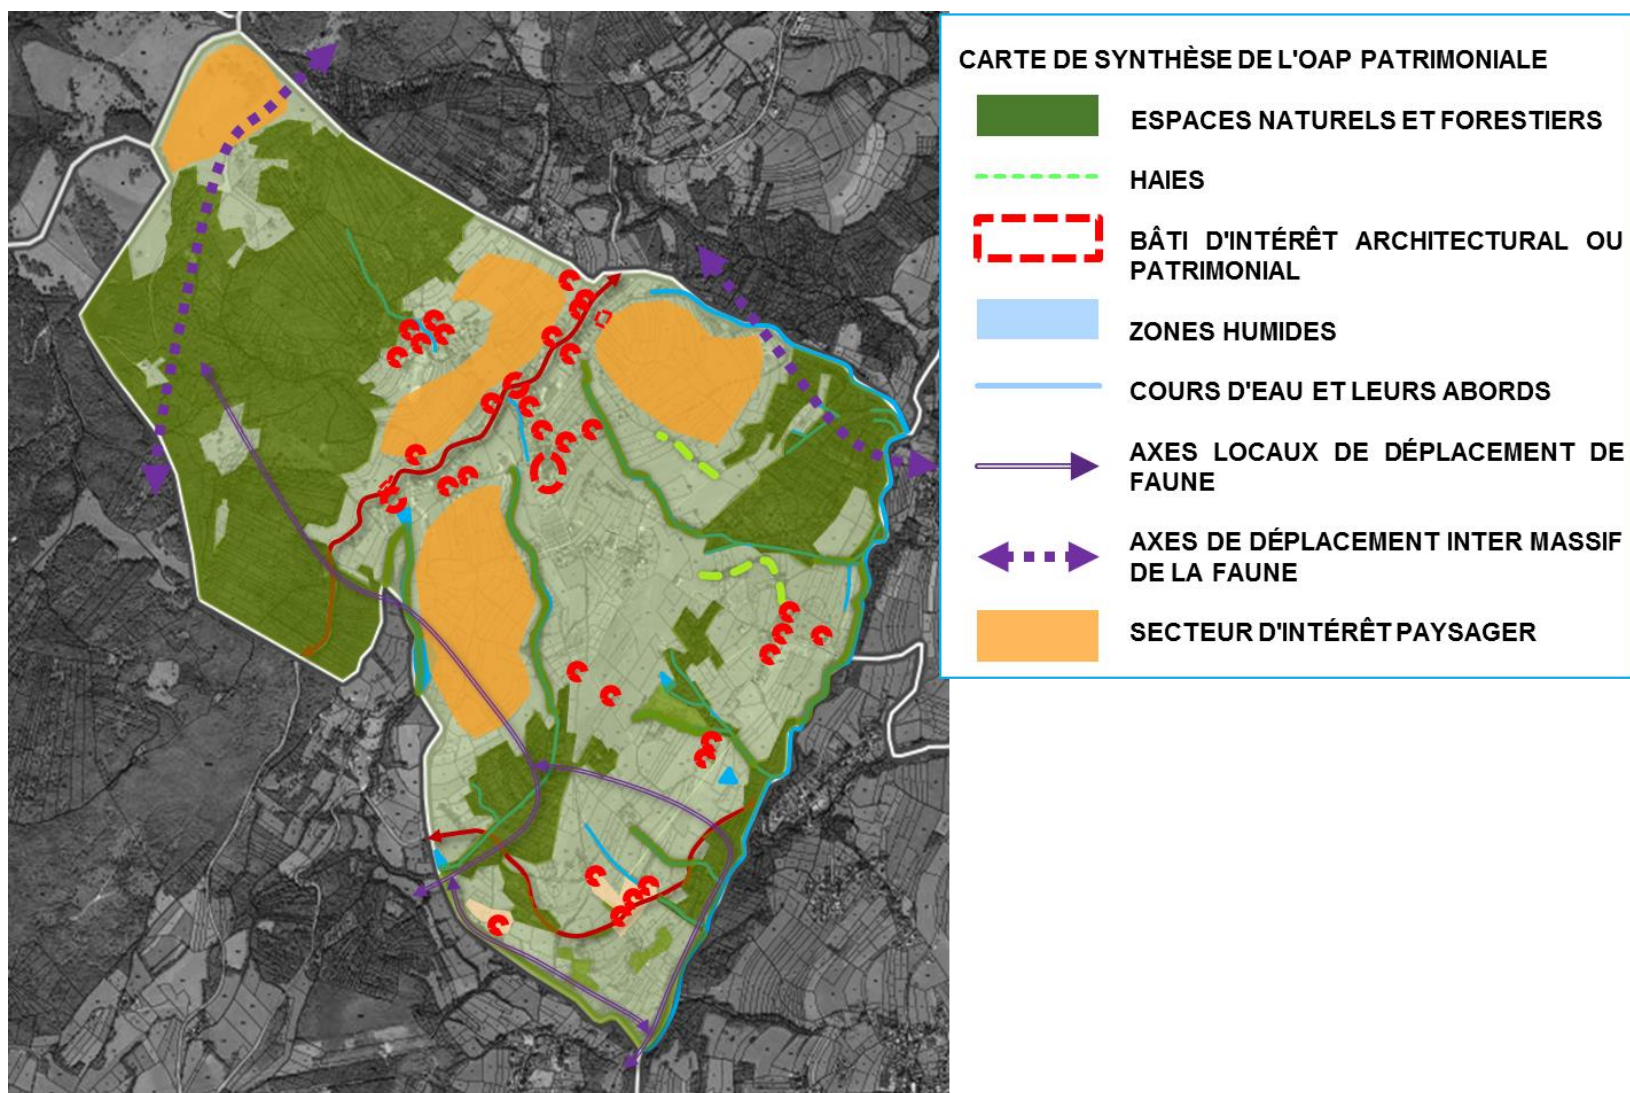 CARTE DE SYNTHÈSE DE L'OAP PATRIMONIALE
ESPACES NATURELS ET FORESTIERS
HAIES
BÂTI D'INTÉRÊT ARCHITECTURAL OU
PATRIMONIAL
ZONES HUMIDES
COURS D'EAU ET LEURS ABORDS
AXES LOCAUX DE DÉPLACEMENT DE
FAUNE
AXES DE DÉPLACEMENT INTER MASSIF
DE LA FAUNE
SECTEUR D'INTÉRÊT PAYSAGER